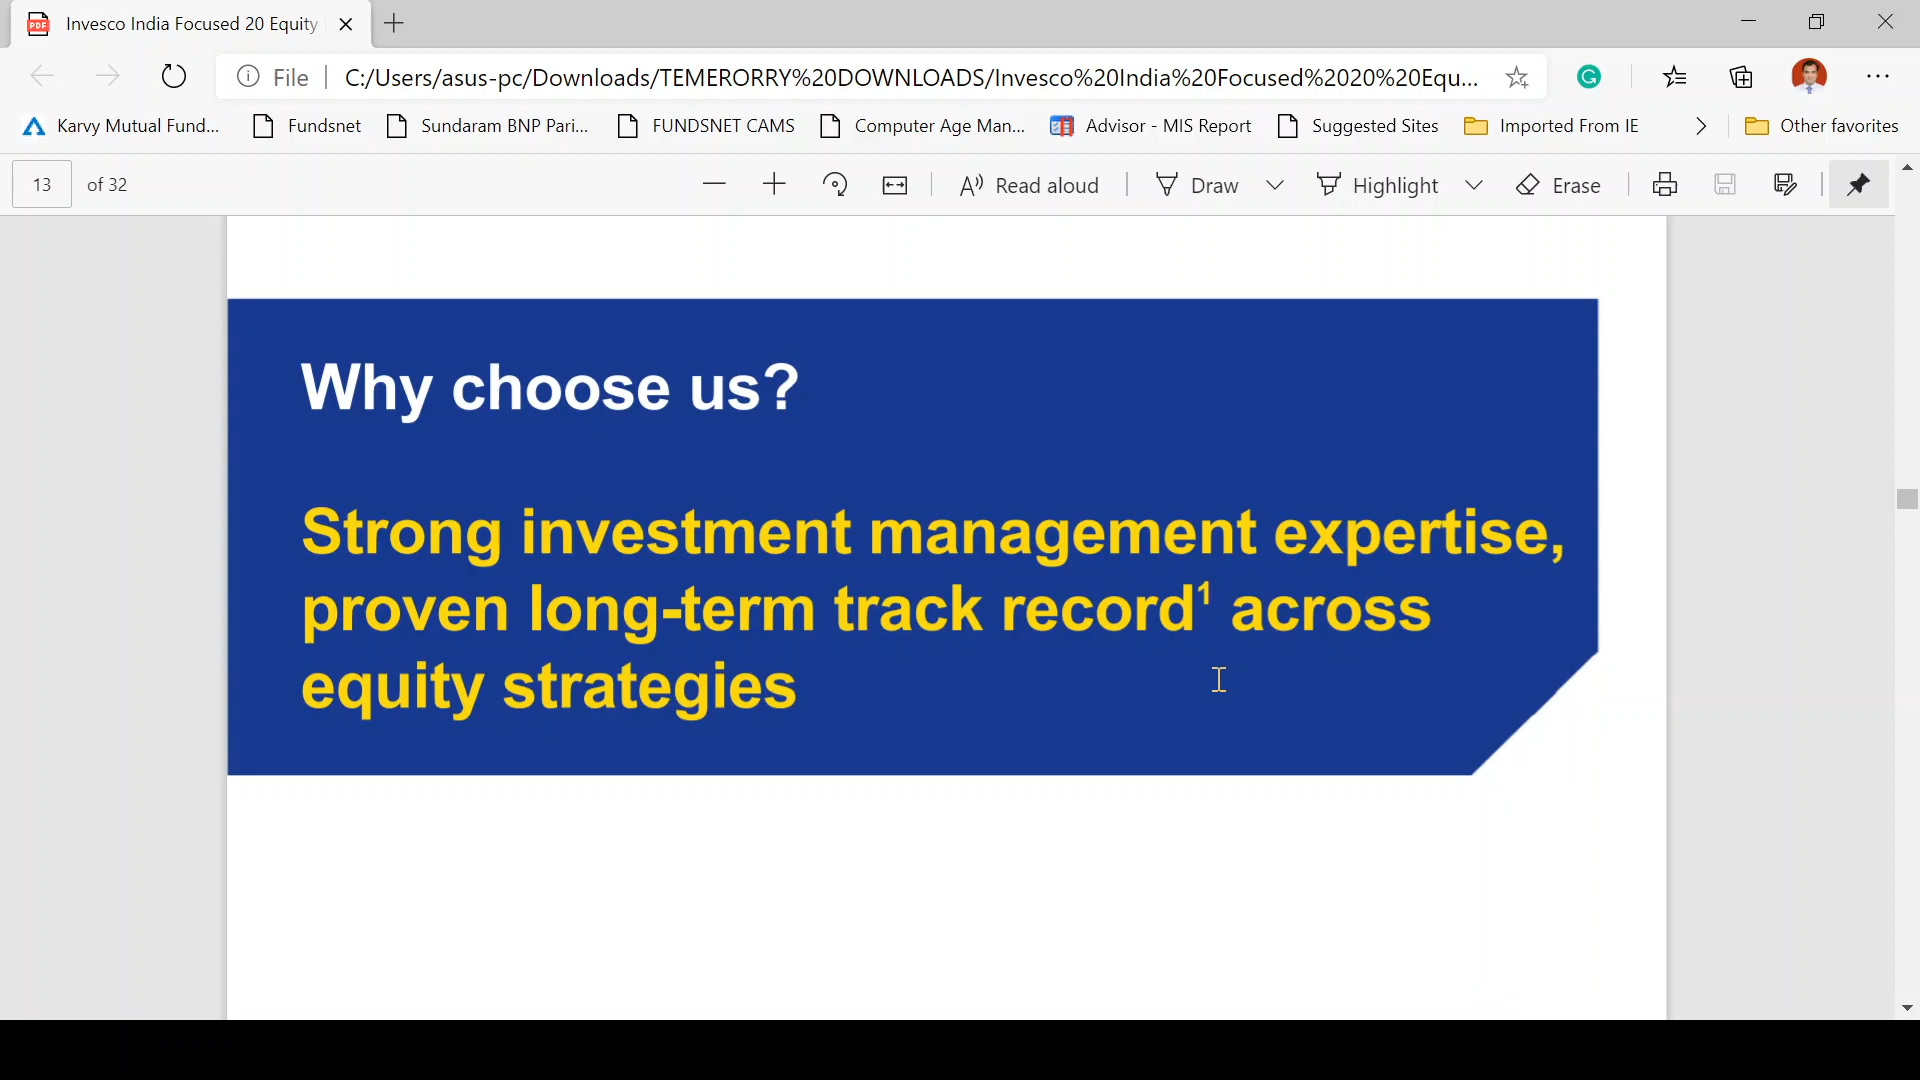 PDF
Invesco India Focused 20 Equity
File
C:/Users/asus-pc/Downloads/TEMERORRY%20DOWNLOADS/Invesco%20India%20Focused%2020%20Equ...
G
Karvy Mutual Fund...
Fundsnet
Sundaram BNP Pari...
FUNDSNET CAMS
Computer Age Man...
Advisor - MIS Report
Suggested Sites
Imported From IE
Other favorites
13
of 32
Read aloud
Draw
Highlight
Erase
Why choose us?
Strong investment management expertise,
proven long-term track record¹ across
equity strategies